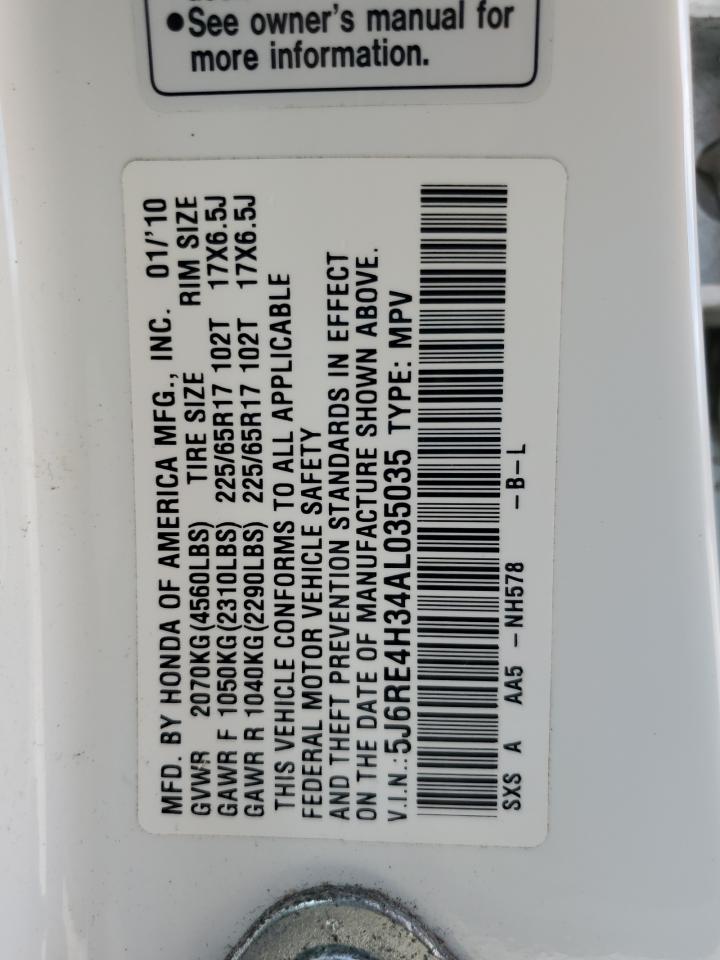 ●See owner's manual for
more information.
MFD. BY HONDA OF AMERICA MFG., INC. 01/'10
GVWR 2070KG(4560LBS) TIRE SIZE RIM SIZE
GAWR F 1050KG(2310LBS) 225/65R17 102T 17X6.5J
GAWR R 1040KG(2290LBS) 225/65R17 102T 17X6.5J
THIS VEHICLE CONFORMS TO ALL APPLICABLE
FEDERAL MOTOR VEHICLE SAFETY
AND THEFT PREVENTION STANDARDS IN EFFECT
ON THE DATE OF MANUFACTURE SHOWN ABOVE.
V.I.N.:5J6RE4H34AL035035 TYPE: MPV
SXS A AA5 -NH578 -B-L